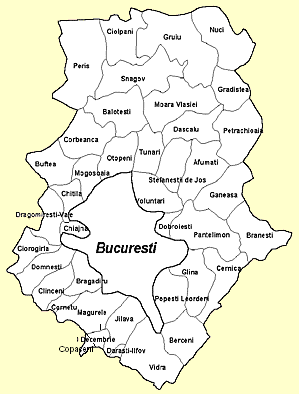 Nuci
Ciolpani
Gruiu
Peris
Snagov
Gradistea
Moara Vlasiei
Balotesti
Dascalu
Petrachioaia
Corbeanca
Tunari
Otopeni
Buftea
Afumati
Mogosoaia
Stefanestii de Jos
Chitila
Ganeasa
Voluntari
Dragomiresti-Vale
Chiajna
Dobroiesti
Pantelimon
Branesti
Ciorogirla
Bucuresti
Domnesti
Cernica
Glina
Bragadiru
Clinceni
Popesti Leordeni
Cornetu
Magurele
Jilava
1 Decembrie
Berceni
Copaceni
Darasti-Ilfov
Vidra